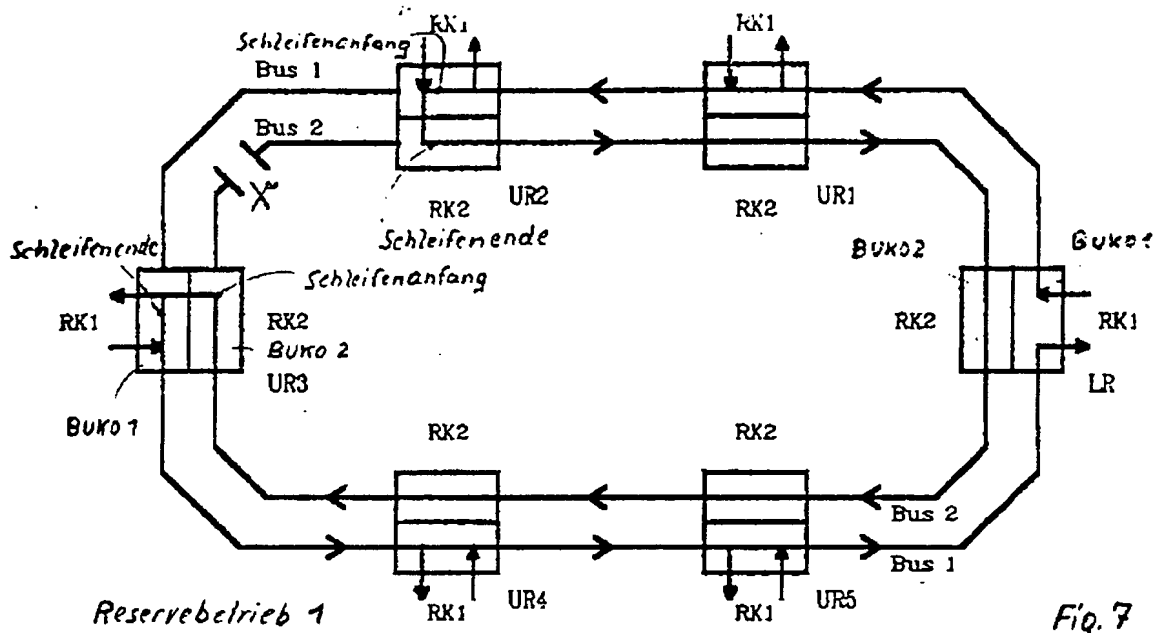 RK1
RK1
Schleifenanfang
Bus 1
Bus 2
X
UR2
UR1
RK2
RK2
Schleifenende
Schleifenende
Schleifenanfang
BUKO2
BUKO1
RK1
RK2
RK2
RK1
BUKO 2
UR3
LR
BUKO1
RK2
RK2
Bus 2
Bus 1
RK1
UR4
RK1
UR5
Reservebetrieb 1
Fig. 7